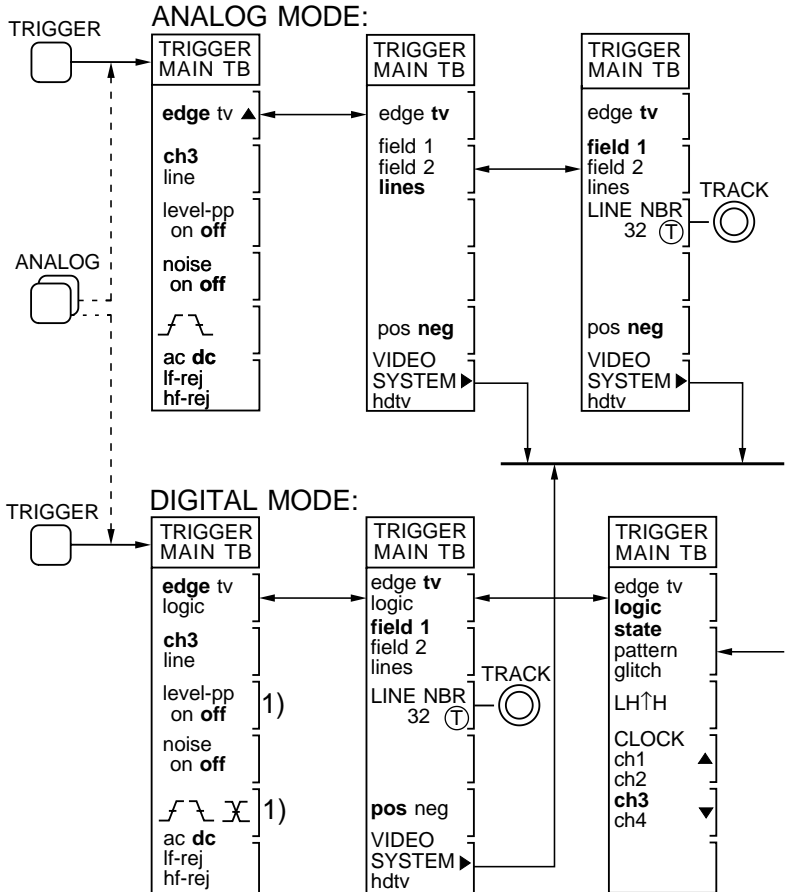 ANALOG MODE:
TRIGGER
TRIGGER
MAIN TB
edge tv ▲
ch3
line
level-pp
on off
noise
on off
ac dc
lf-rej
hf-rej
TRIGGER
MAIN TB
edge tv
field 1
field 2
lines
pos neg
VIDEO
SYSTEM ▶
hdtv
TRIGGER
MAIN TB
edge tv
field 1
field 2
lines
LINE NBR
32 Ⓣ
TRACK
pos neg
VIDEO
SYSTEM ▶
hdtv
ANALOG
DIGITAL MODE:
TRIGGER
TRIGGER
MAIN TB
edge tv
logic
ch3
line
level-pp
on off
1)
noise
on off
1)
ac dc
lf-rej
hf-rej
TRIGGER
MAIN TB
edge tv
logic
field 1
field 2
lines
LINE NBR
32 Ⓣ
TRACK
pos neg
VIDEO
SYSTEM ▶
hdtv
TRIGGER
MAIN TB
edge tv
logic
state
pattern
glitch
LH↑H
CLOCK
ch1 ▲
ch2
ch3 ▼
ch4